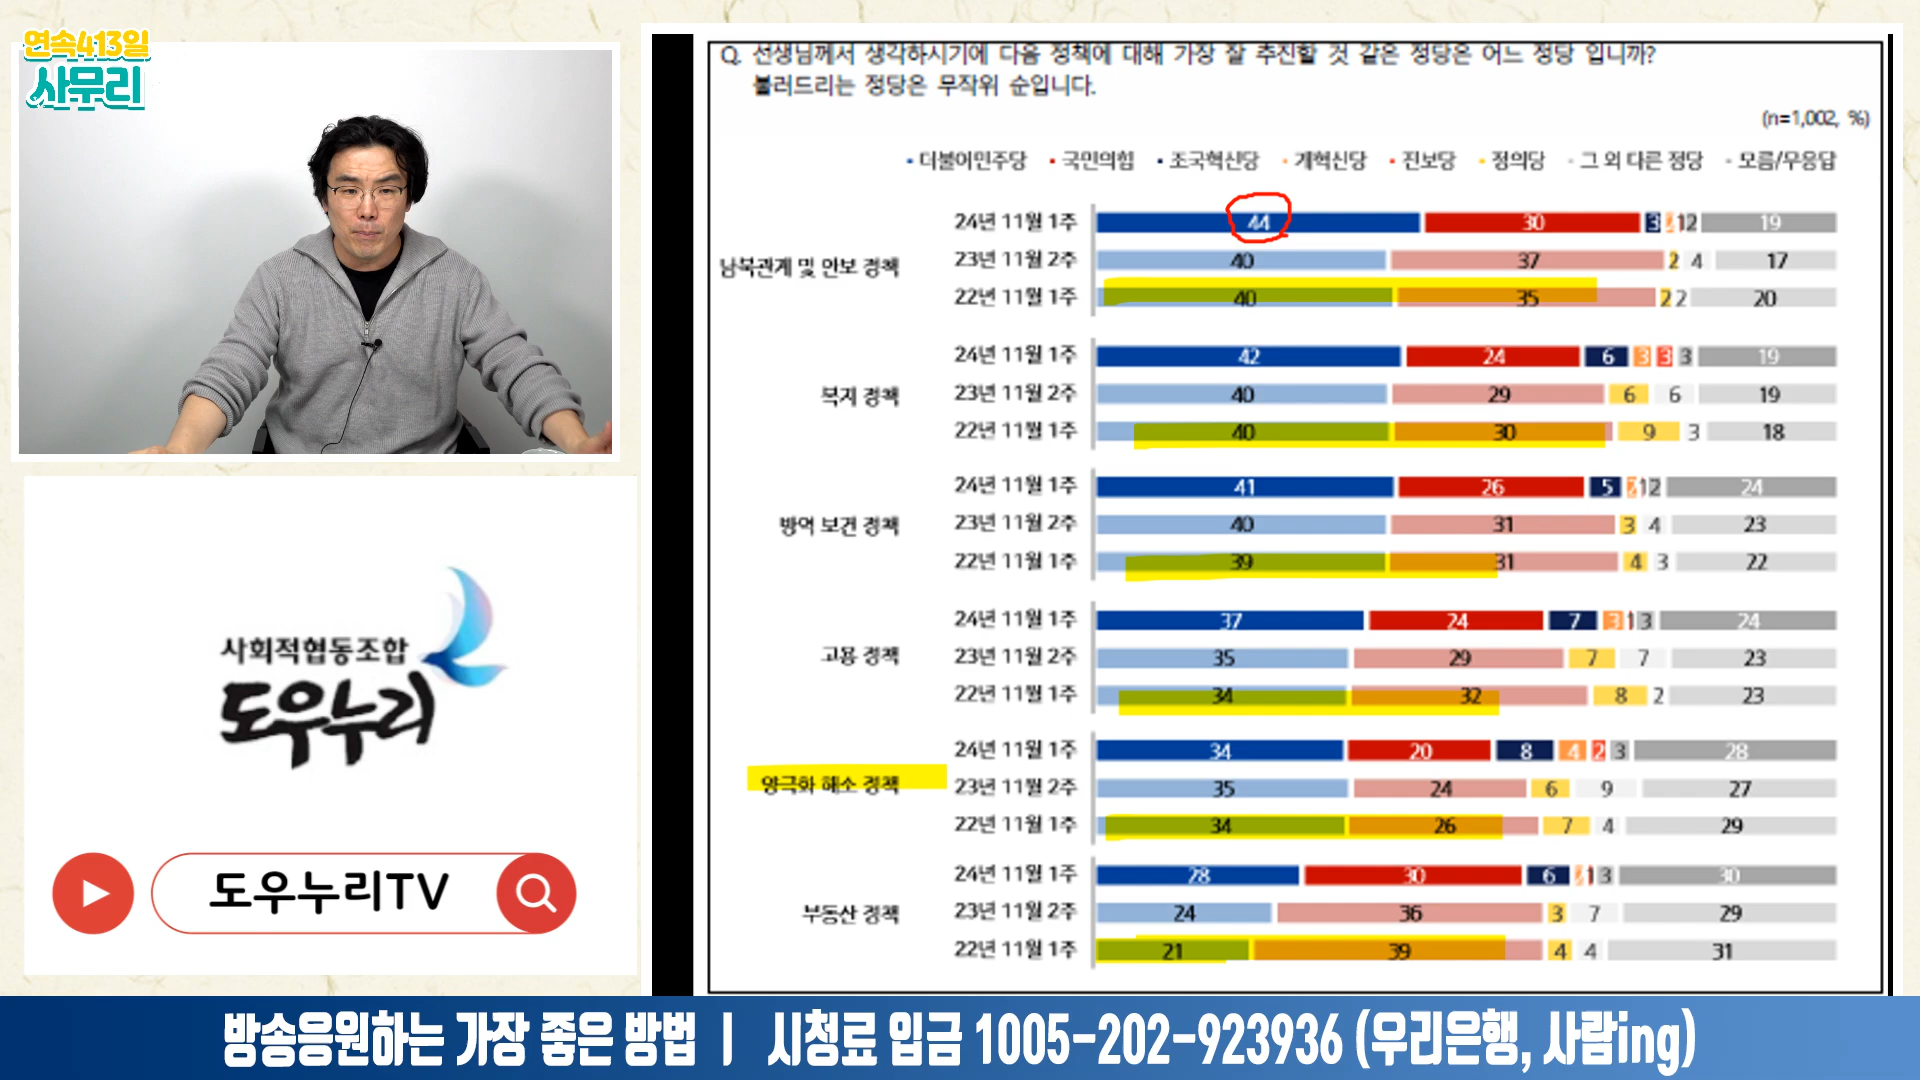 연속413일
사무리
Q. 선생님께서 생각하시기에 다음 정책에 대해 가장 잘 추진할 것 같은 정당은 어느 정당 입니까?
불러드리는 정당은 무작위 순입니다.
(n=1,002, %)
더불어민주당 국민의힘 조국혁신당 개혁신당 진보당 정의당 그 외 다른 정당 모름/무응답
남북관계 및 안보 정책
24년 11월 1주 44 30 3 2 1 2 19
23년 11월 2주 40 37 2 4 17
22년 11월 1주 40 35 2 2 20
복지 정책
24년 11월 1주 42 24 6 3 3 3 19
23년 11월 2주 40 29 6 6 19
22년 11월 1주 40 30 9 3 18
방역 보건 정책
24년 11월 1주 41 26 5 2 1 2 24
23년 11월 2주 40 31 3 4 23
22년 11월 1주 39 31 4 3 22
고용 정책
24년 11월 1주 37 24 7 3 1 3 24
23년 11월 2주 35 29 7 7 23
22년 11월 1주 34 32 8 2 23
양극화 해소 정책
24년 11월 1주 34 20 8 4 2 3 28
23년 11월 2주 35 24 6 9 27
22년 11월 1주 34 26 7 4 29
부동산 정책
24년 11월 1주 28 30 6 2 1 3 30
23년 11월 2주 24 36 3 7 29
22년 11월 1주 21 39 4 4 31
사회적협동조합
도우누리
도우누리TV
방송응원하는 가장 좋은 방법 | 시청료 입금 1005-202-923936 (우리은행, 사람ing)